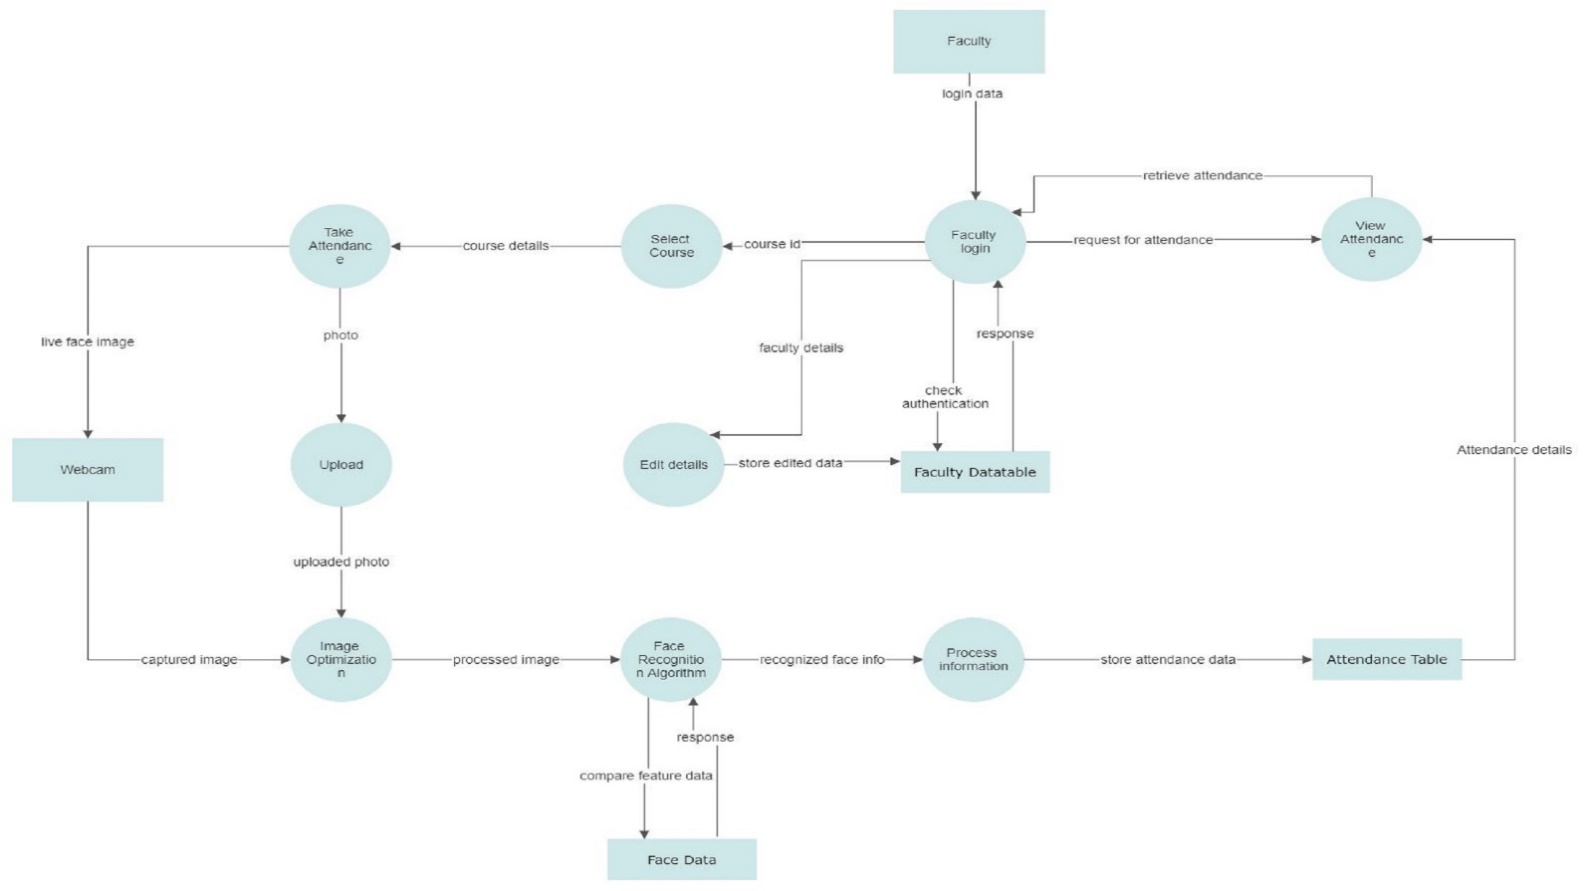 Faculty
login data
retrieve attendance
Take
Attendanc
e
course details
Select
Course
course id
Faculty
login
request for attendance
View
Attendanc
e
live face image
photo
faculty details
response
check
authentication
Webcam
Upload
Edit details
store edited data
Faculty Datatable
Attendance details
uploaded photo
captured image
Image
Optimizatio
n
processed image
Face
Recognitio
n Algorithm
recognized face info
Process
information
store attendance data
Attendance Table
response
compare feature data
Face Data